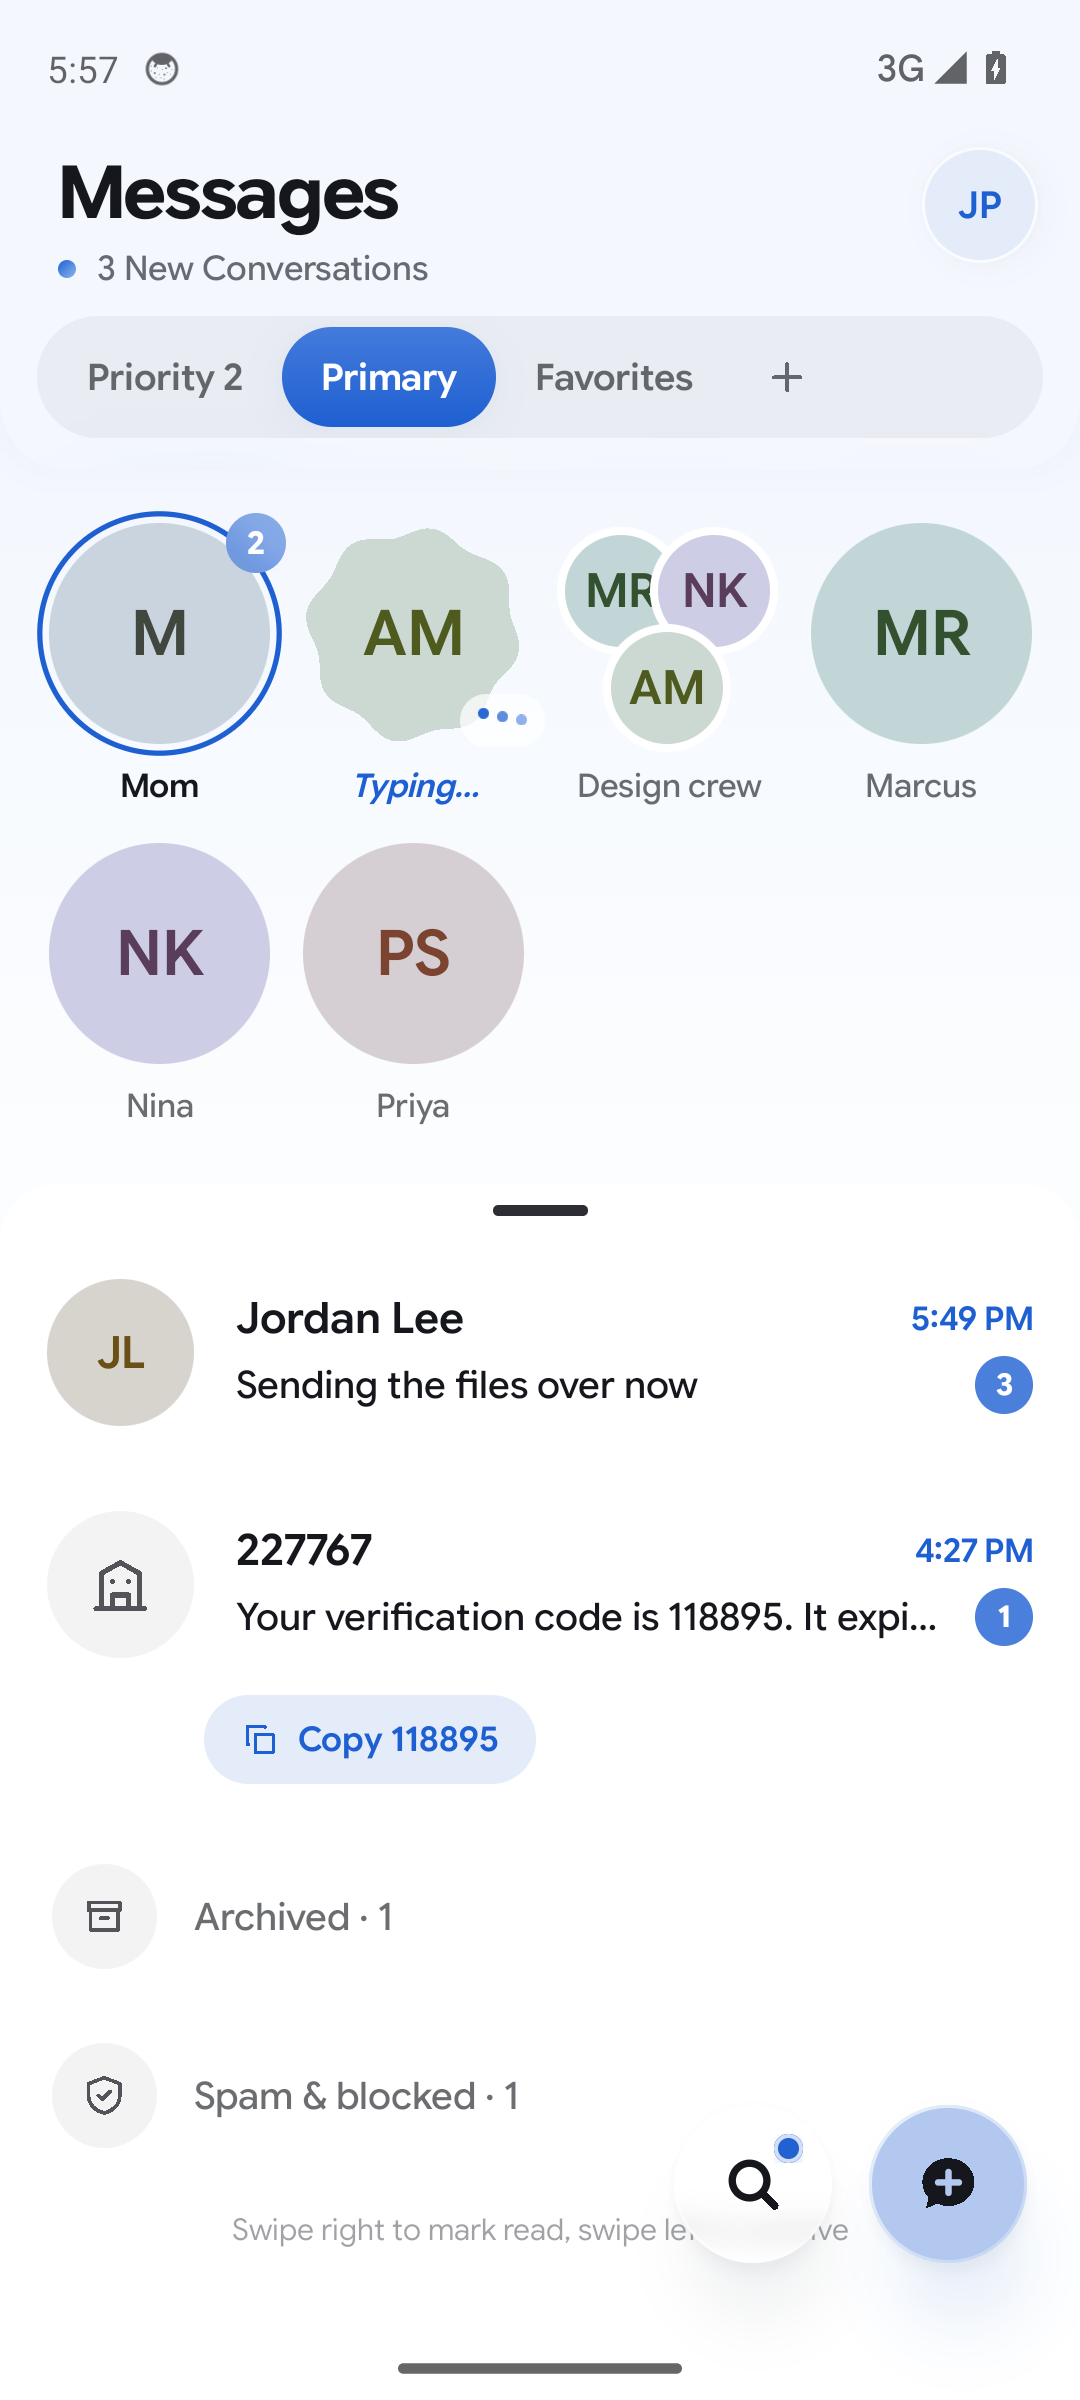 5:57
3G
Messages
JP
3 New Conversations
Priority 2
Primary
Favorites
M
2
AM
MR
NK
AM
MR
Mom
Typing...
Design crew
Marcus
NK
PS
Nina
Priya
JL
Jordan Lee
5:49 PM
Sending the files over now
3
227767
4:27 PM
Your verification code is 118895. It expi...
1
Copy 118895
Archived · 1
Spam & blocked · 1
Swipe right to mark read, swipe